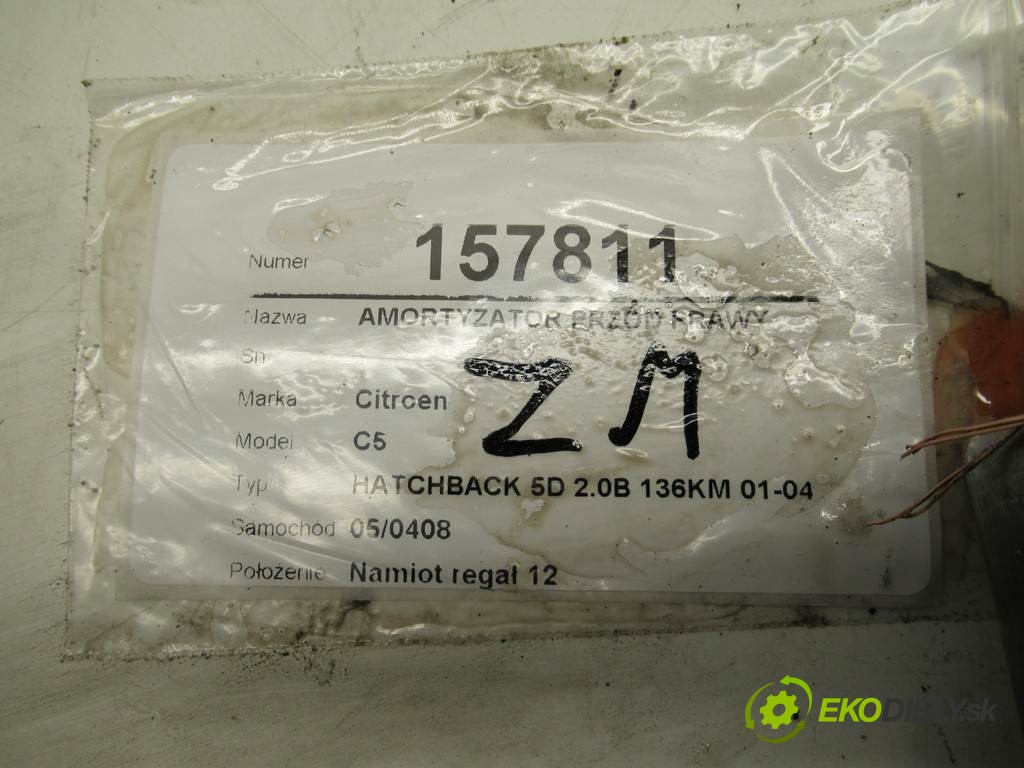 Numer 157811
Nazwa AMORTYZATOR PRZÓD PRAWY
Sn
ZM
Marka Citroen
Model C5
Typ HATCHBACK 5D 2.0B 136KM 01-04
Samochód 05/0408
Położenie Namiot regał 12
EKODIELY.sk